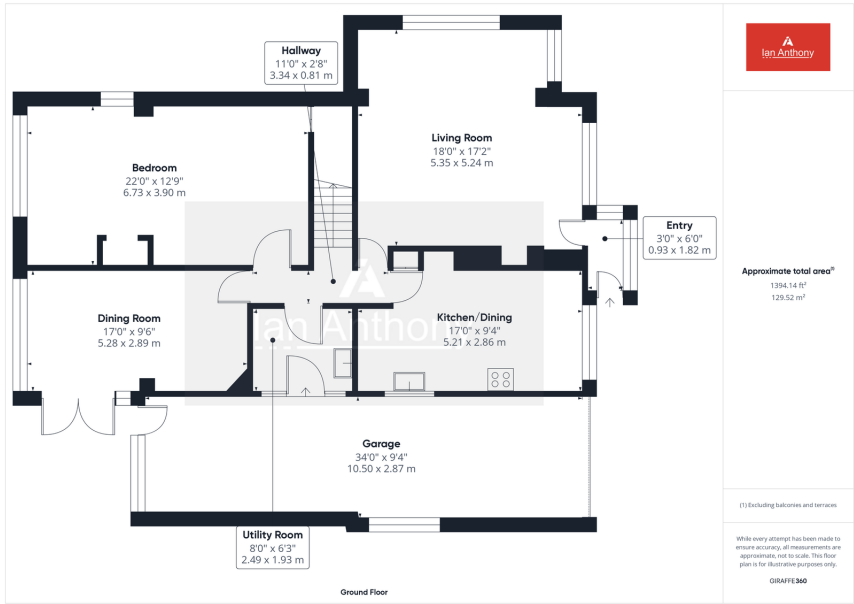 Hallway
11'0" x 2'8"
3.34 x 0.81 m
Living Room
18'0" x 17'2"
5.35 x 5.24 m
Bedroom
22'0" x 12'9"
6.73 x 3.90 m
Entry
3'0" x 6'0"
0.93 x 1.82 m
Dining Room
17'0" x 9'6"
5.28 x 2.89 m
Kitchen/Dining
17'0" x 9'4"
5.21 x 2.86 m
Ian Anthony
Garage
34'0" x 9'4"
10.50 x 2.87 m
Utility Room
8'0" x 6'3"
2.49 x 1.93 m
Ground Floor
Ian Anthony
Approximate total area⁽¹⁾
1394.14 ft²
129.52 m²
(1) Excluding balconies and terraces
While every attempt has been made to
ensure accuracy, all measurements are
approximate, not to scale. This floor
plan is for illustrative purposes only.
GIRAFFE360